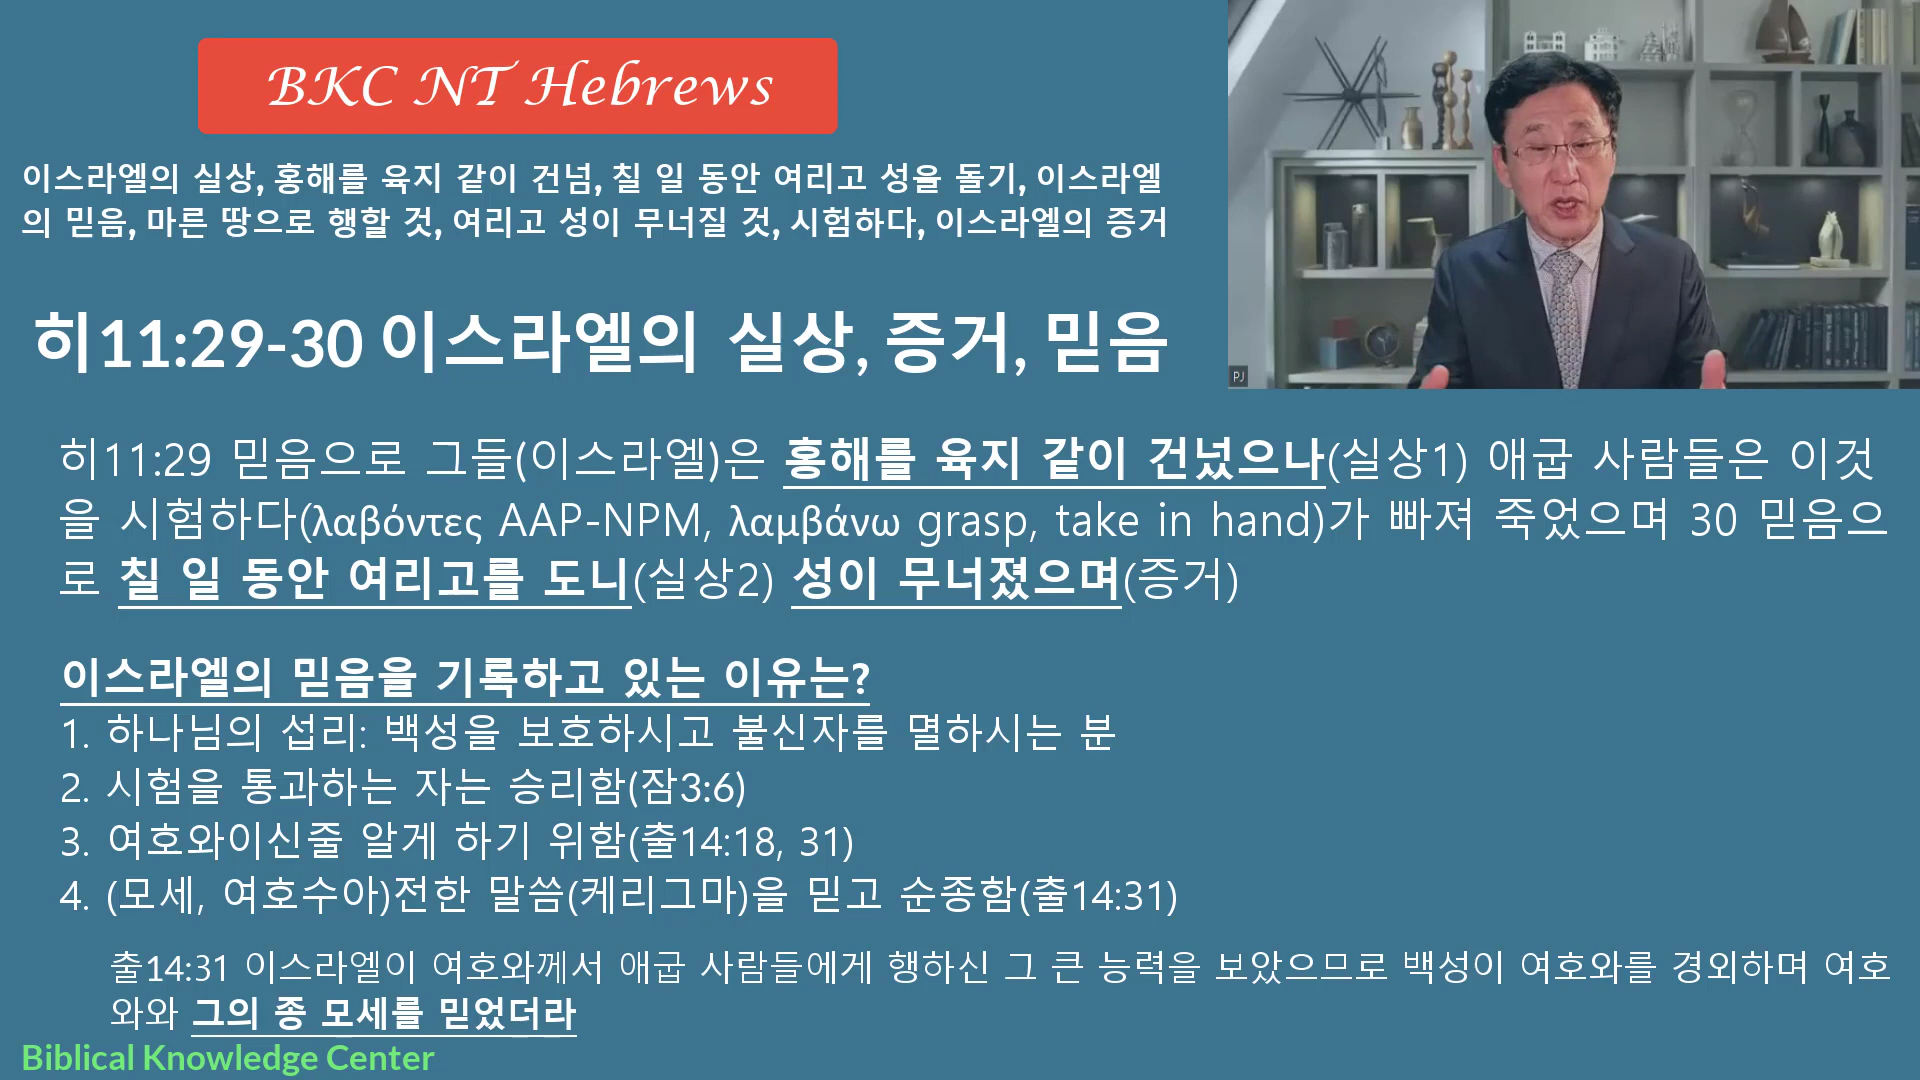 BKC NT Hebrews
이스라엘의 실상, 홍해를 육지 같이 건넘, 칠 일 동안 여리고 성을 돌기, 이스라엘
의 믿음, 마른 땅으로 행할 것, 여리고 성이 무너질 것, 시험하다, 이스라엘의 증거
히11:29-30 이스라엘의 실상, 증거, 믿음
PJ
히11:29 믿음으로 그들(이스라엘)은 홍해를 육지 같이 건넜으나(실상1) 애굽 사람들은 이것
을 시험하다(λαβόντες AAP-NPM, λαμβάνω grasp, take in hand)가 빠져 죽었으며 30 믿음으
로 칠 일 동안 여리고를 도니(실상2) 성이 무너졌으며(증거)
이스라엘의 믿음을 기록하고 있는 이유는?
1. 하나님의 섭리: 백성을 보호하시고 불신자를 멸하시는 분
2. 시험을 통과하는 자는 승리함(잠3:6)
3. 여호와이신줄 알게 하기 위함(출14:18, 31)
4. (모세, 여호수아)전한 말씀(케리그마)을 믿고 순종함(출14:31)
출14:31 이스라엘이 여호와께서 애굽 사람들에게 행하신 그 큰 능력을 보았으므로 백성이 여호와를 경외하며 여호
와와 그의 종 모세를 믿었더라
Biblical Knowledge Center